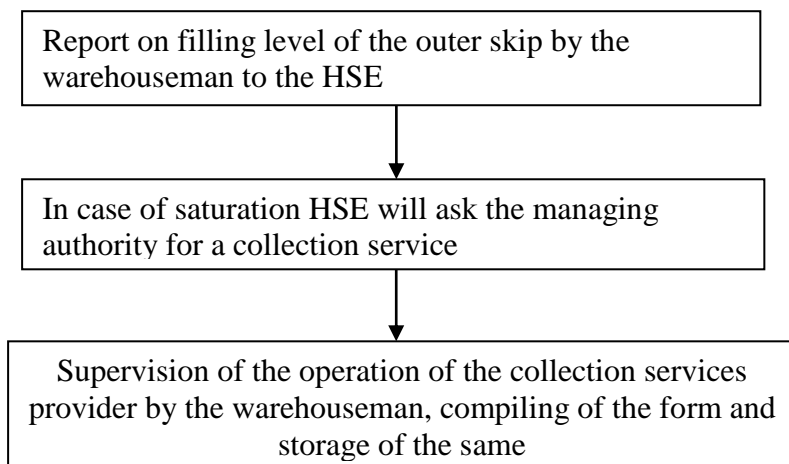 Report on filling level of the outer skip by the
warehouseman to the HSE
In case of saturation HSE will ask the managing
authority for a collection service
Supervision of the operation of the collection services
provider by the warehouseman, compiling of the form and
storage of the same